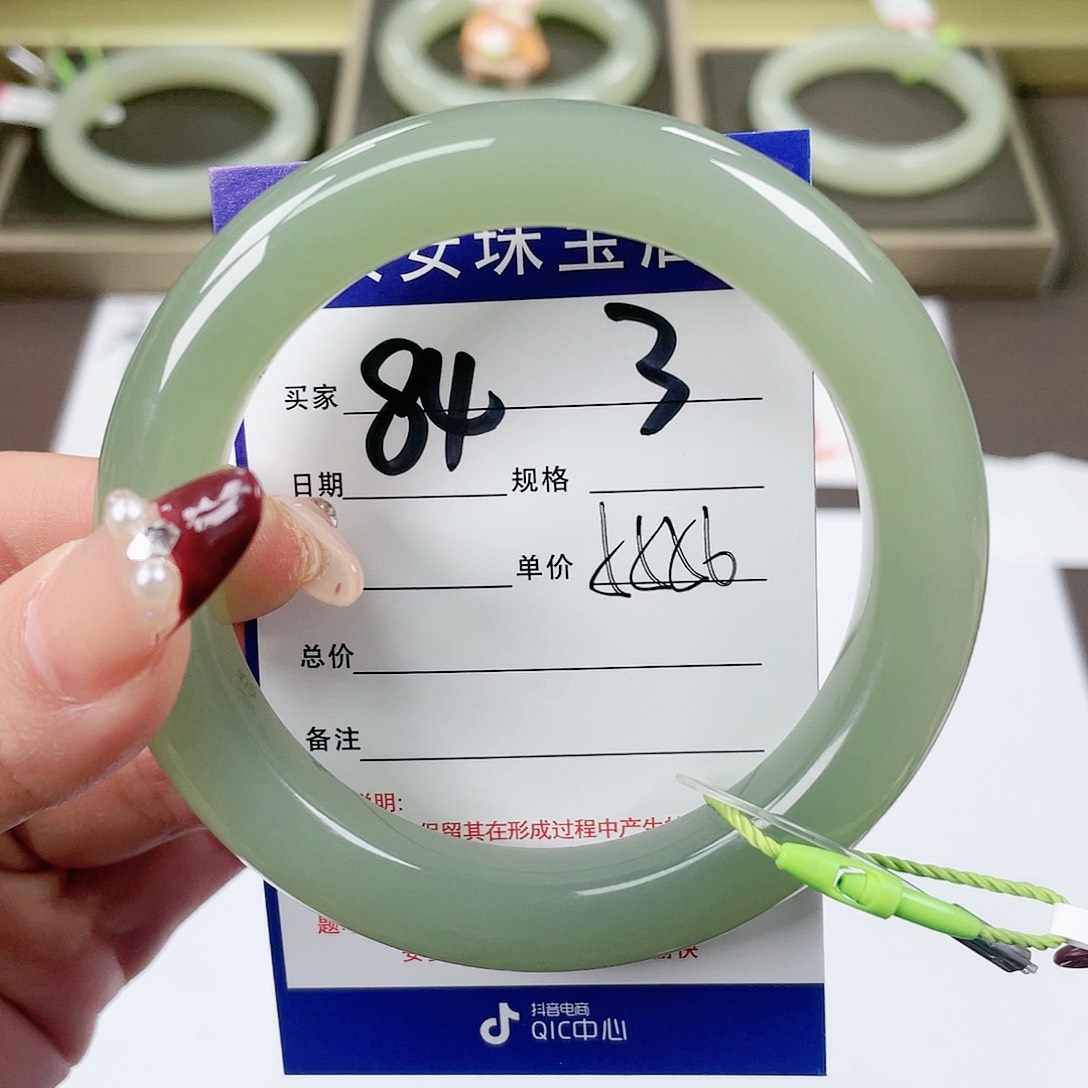 安珠宝
买家 84 3
日期 规格
单价
总价
备注
说明:
保留其在形成过程中产生
题
抖音电商
QIC中心